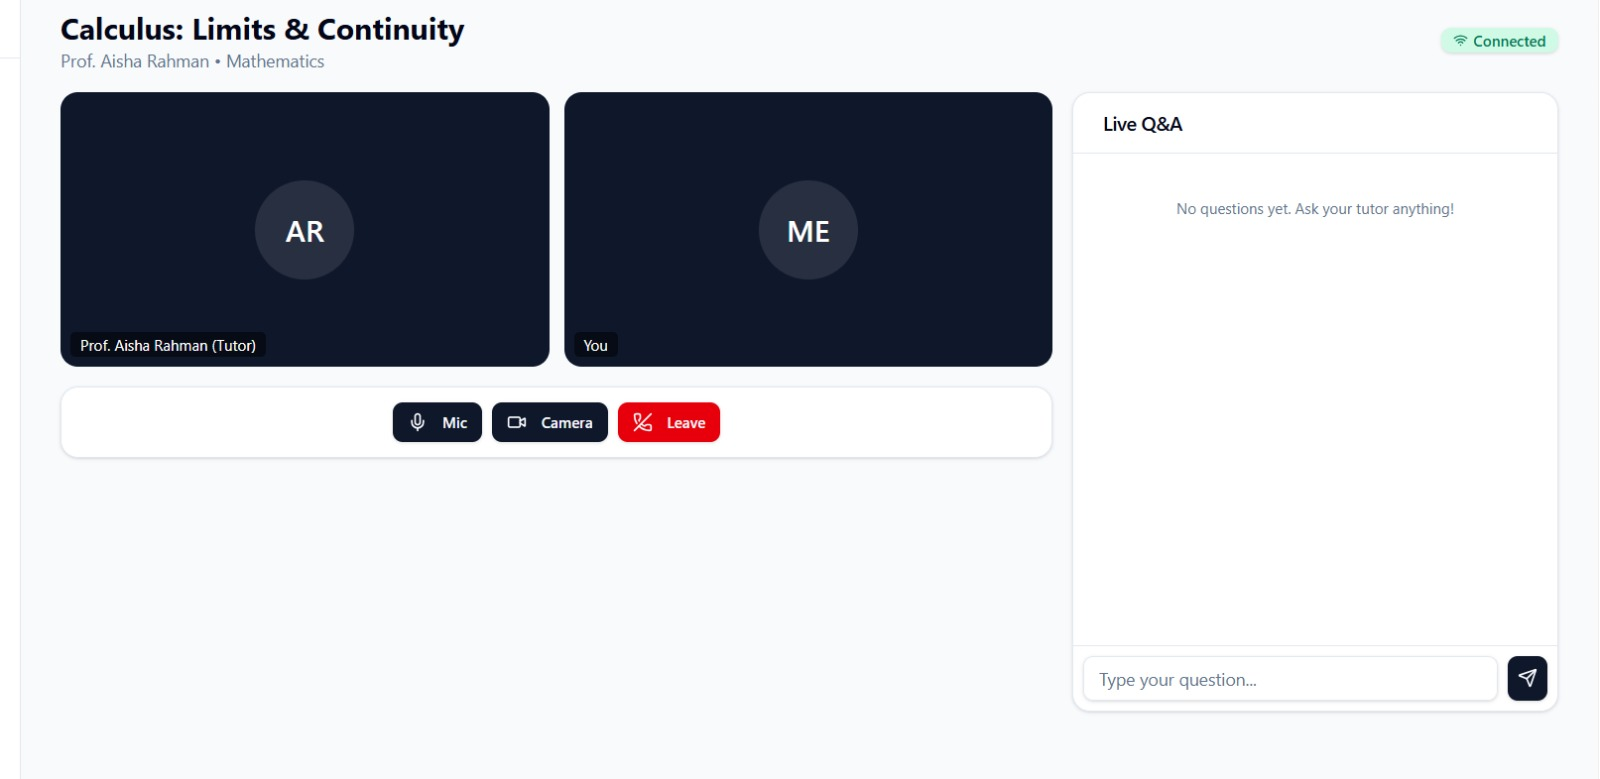 Calculus: Limits & Continuity
Prof. Aisha Rahman • Mathematics
Connected
AR
Prof. Aisha Rahman (Tutor)
ME
You
Mic
Camera
Leave
Live Q&A
No questions yet. Ask your tutor anything!
Type your question...